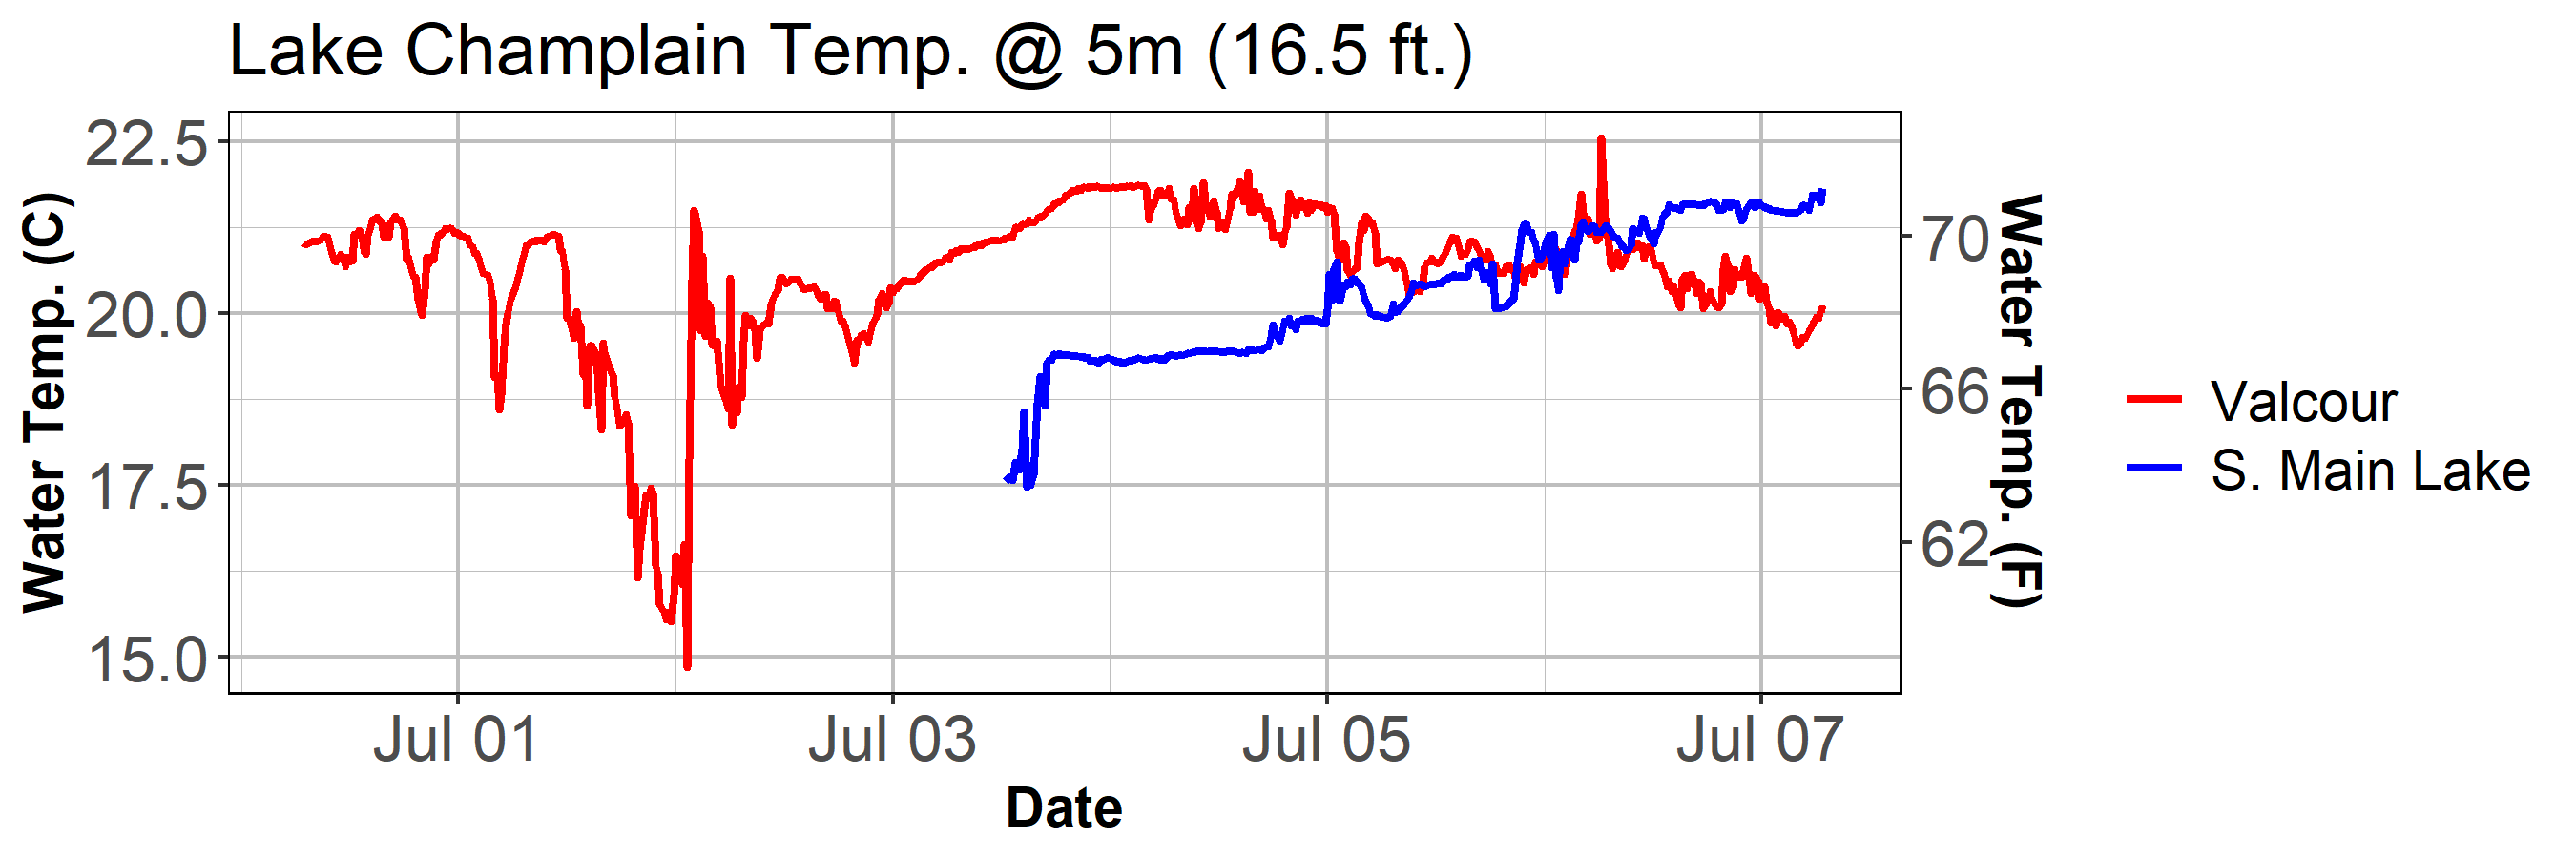 Lake Champlain Temp. @ 5m (16.5 ft.)
Water Temp. (C)
22.5
20.0
17.5
15.0
Jul 01
Jul 03
Jul 05
Jul 07
Date
70
66
62
Water Temp. (F)
Valcour
S. Main Lake